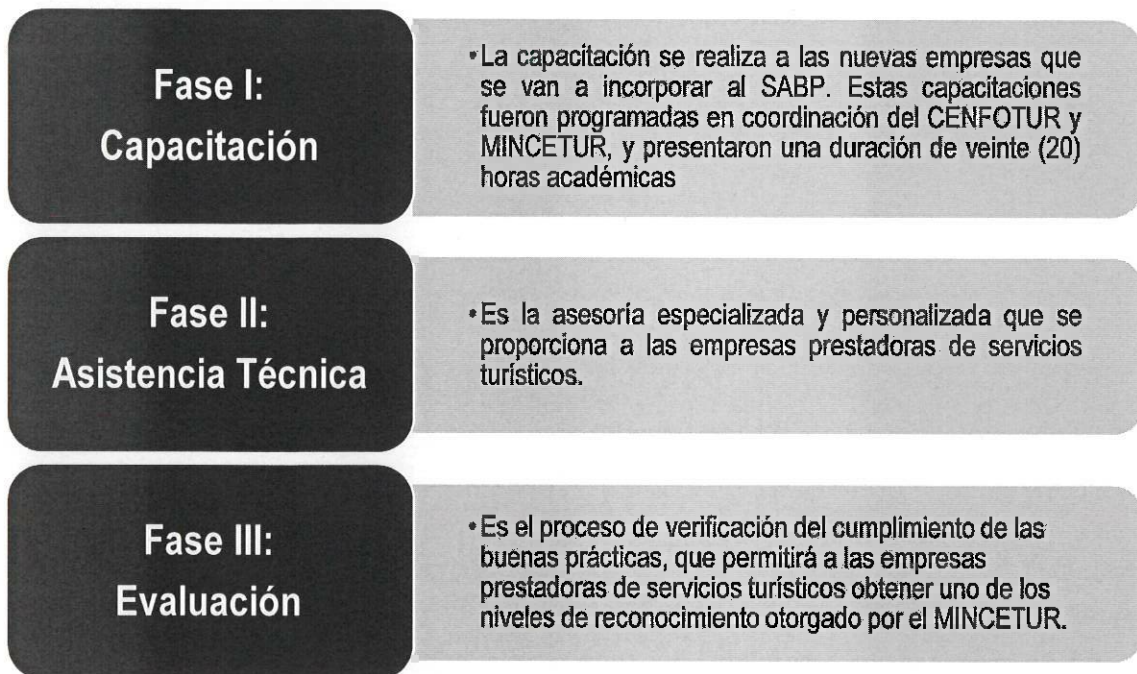 Fase I:
Capacitación
•La capacitación se realiza a las nuevas empresas que
se van a incorporar al SABP. Estas capacitaciones
fueron programadas en coordinación del CENFOTUR y
MINCETUR, y presentaron una duración de veinte (20)
horas académicas
Fase II:
Asistencia Técnica
•Es la asesoría especializada y personalizada que se
proporciona a las empresas prestadoras de servicios
turísticos.
Fase III:
Evaluación
•Es el proceso de verificación del cumplimiento de las
buenas prácticas, que permitirá a las empresas
prestadoras de servicios turísticos obtener uno de los
niveles de reconocimiento otorgado por el MINCETUR.